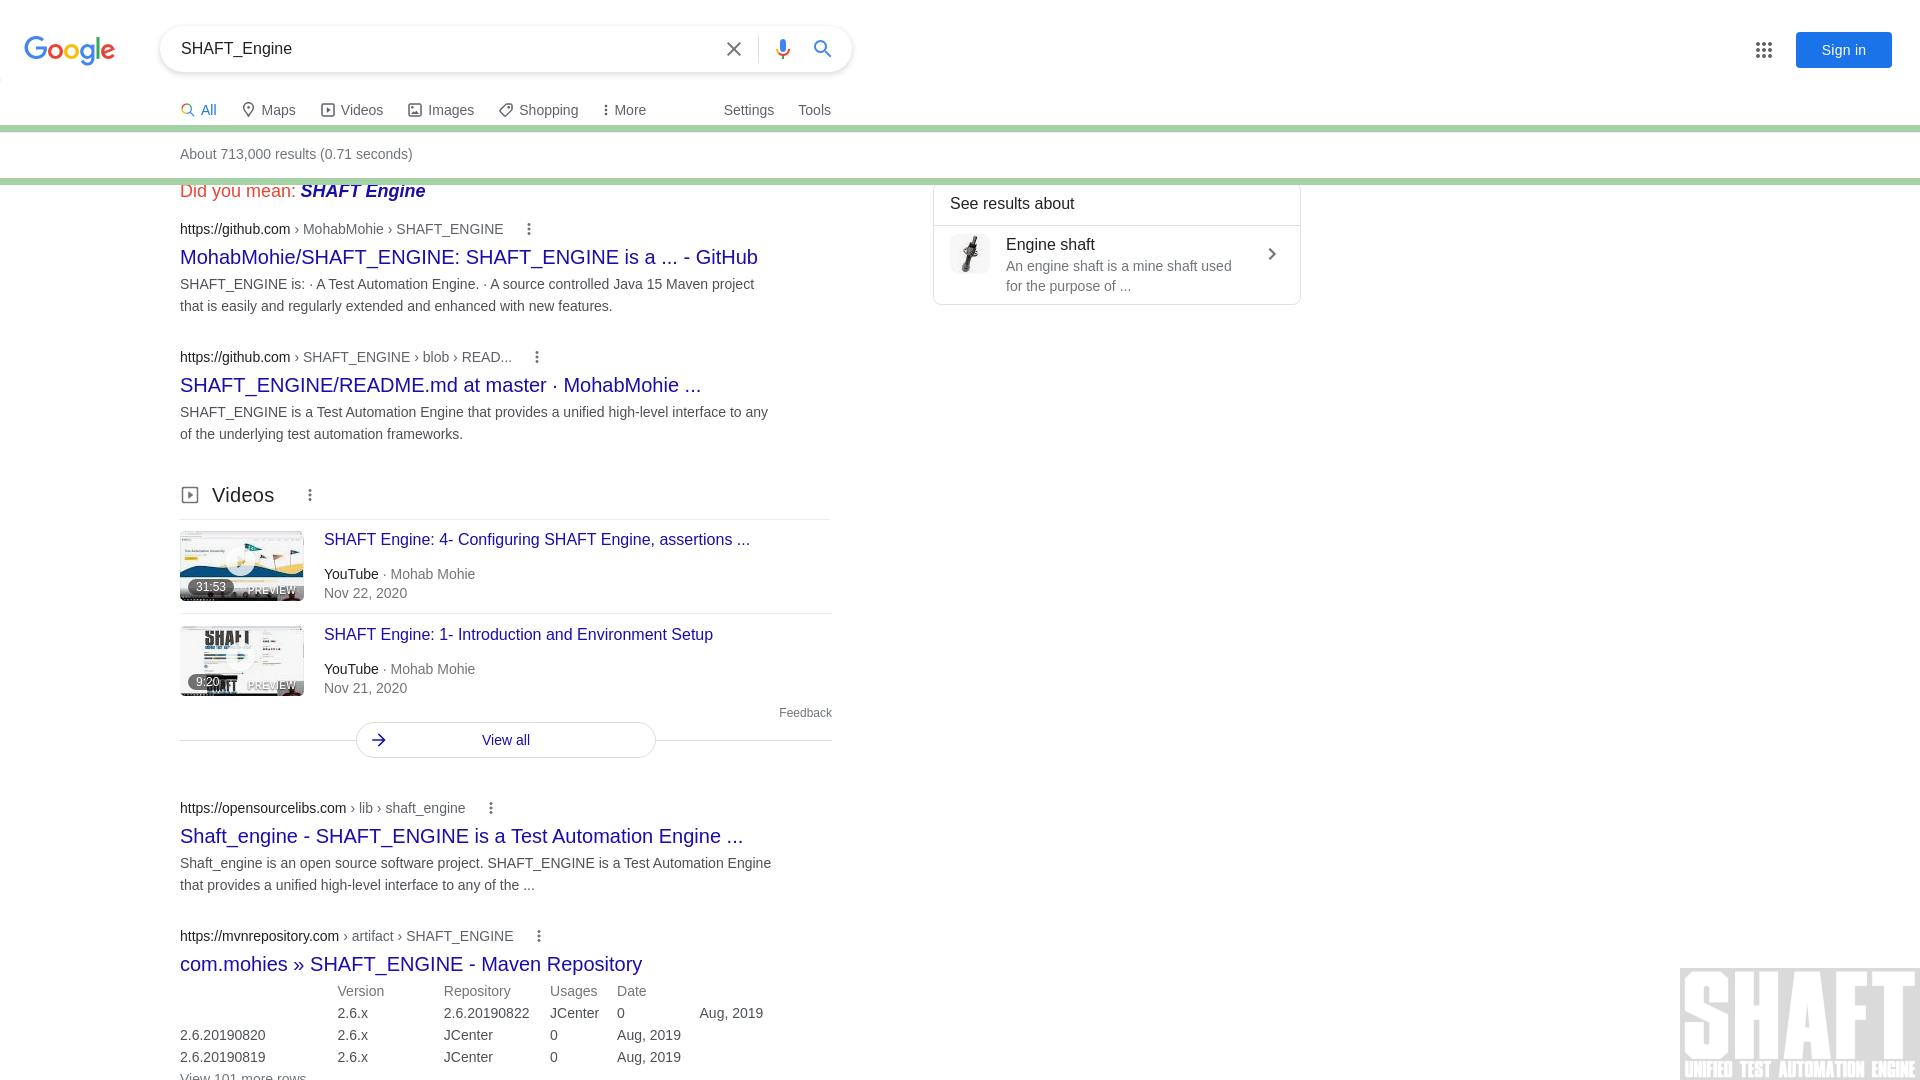 Google
SHAFT_Engine
Sign in
All Maps Videos Images Shopping More Settings Tools
About 713,000 results (0.71 seconds)
Did you mean: SHAFT Engine
https://github.com › MohabMohie › SHAFT_ENGINE
MohabMohie/SHAFT_ENGINE: SHAFT_ENGINE is a ... - GitHub
SHAFT_ENGINE is: · A Test Automation Engine. · A source controlled Java 15 Maven project
that is easily and regularly extended and enhanced with new features.
https://github.com › SHAFT_ENGINE › blob › READ...
SHAFT_ENGINE/README.md at master · MohabMohie ...
SHAFT_ENGINE is a Test Automation Engine that provides a unified high-level interface to any
of the underlying test automation frameworks.
Videos
SHAFT Engine: 4- Configuring SHAFT Engine, assertions ...
YouTube · Mohab Mohie
Nov 22, 2020
31:53 PREVIEW
SHAFT
SHAFT Engine: 1- Introduction and Environment Setup
YouTube · Mohab Mohie
Nov 21, 2020
9:20 PREVIEW
SHAFT
Feedback
View all
https://opensourcelibs.com › lib › shaft_engine
Shaft_engine - SHAFT_ENGINE is a Test Automation Engine ...
Shaft_engine is an open source software project. SHAFT_ENGINE is a Test Automation Engine
that provides a unified high-level interface to any of the ...
https://mvnrepository.com › artifact › SHAFT_ENGINE
com.mohies » SHAFT_ENGINE - Maven Repository
Version Repository Usages Date
2.6.x 2.6.20190822 JCenter 0 Aug, 2019
2.6.20190820 2.6.x JCenter 0 Aug, 2019
2.6.20190819 2.6.x JCenter 0 Aug, 2019
View 101 more rows
See results about
Engine shaft
An engine shaft is a mine shaft used
for the purpose of ...
SHAFT
UNIFIED TEST AUTOMATION ENGINE